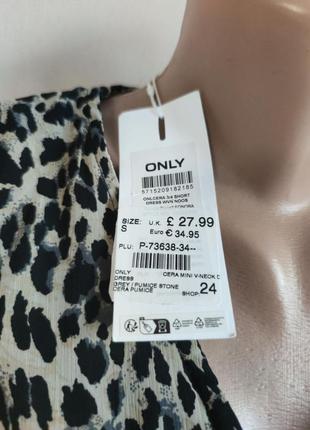 ONLY
5715209182185
ONLCERA 3/4 SHORT
DRESS WVN NOOS
SIZE: U.K. £ 27.99
S Euro € 34.95
PLU: P-73638-34--
ONLY CERA MINI V-NECK D
DRESS
GREY / PUMICE STONE
CERA PUMICE SHOP: 24